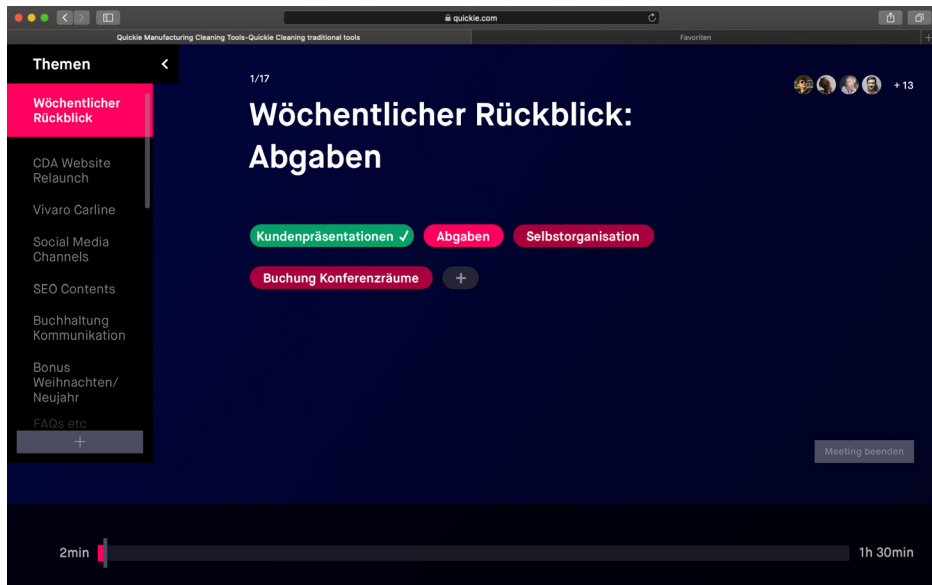 quickie.com
Quickie Manufacturing Cleaning Tools-Quickie Cleaning traditional tools
Favoriten
Themen
Wöchentlicher
Rückblick
CDA Website
Relaunch
Vivaro Carline
Social Media
Channels
SEO Contents
Buchhaltung
Kommunikation
Bonus
Weihnachten/
Neujahr
FAQs etc
+
1/17
+ 13
Wöchentlicher Rückblick:
Abgaben
Kundenpräsentationen ✓ Abgaben Selbstorganisation
Buchung Konferenzräume +
Meeting beenden
2min 1h 30min